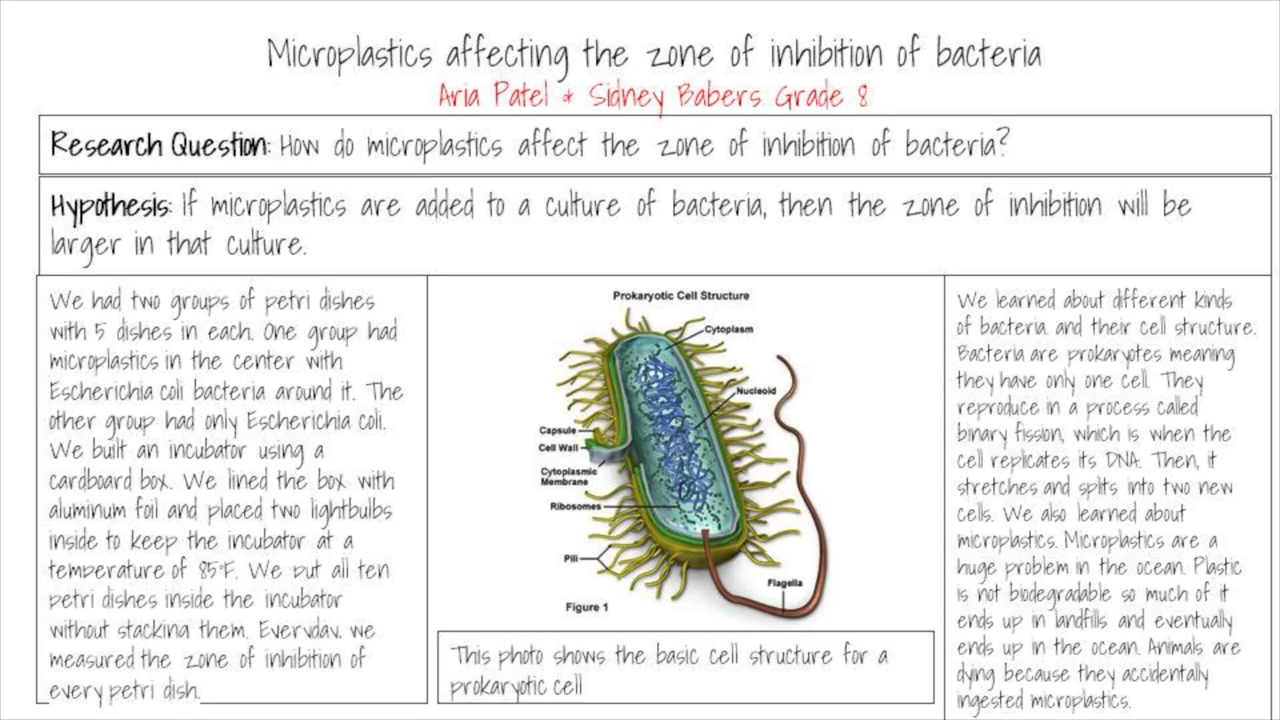 Microplastics affecting the zone of inhibition of bacteria
Aria Patel & Sidney Babers Grade 8
Research Question: How do microplastics affect the zone of inhibition of bacteria?
Hypothesis: If microplastics are added to a culture of bacteria, then the zone of inhibition will be
larger in that culture.
We had two groups of petri dishes
with 5 dishes in each. One group had
microplastics in the center with
Escherichia coli bacteria around it. The
other group had only Escherichia coli.
We built an incubator using a
cardboard box. We lined the box with
aluminum foil and placed two lightbulbs
inside to keep the incubator at a
temperature of 85°F. We put all ten
petri dishes inside the incubator
without stacking them. Everyday, we
measured the zone of inhibition of
every petri dish.
Prokaryotic Cell Structure
Cytoplasm
Nucleoid
Capsule
Cell Wall
Cytoplasmic
Membrane
Ribosomes
Pili
Flagella
Figure 1
This photo shows the basic cell structure for a
prokaryotic cell
We learned about different kinds
of bacteria and their cell structure.
Bacteria are prokaryotes meaning
they have only one cell. They
reproduce in a process called
binary fission, which is when the
cell replicates its DNA. Then, it
stretches and splits into two new
cells. We also learned about
microplastics. Microplastics are a
huge problem in the ocean. Plastic
is not biodegradable so much of it
ends up in landfills and eventually
ends up in the ocean. Animals are
dying because they accidentally
ingested microplastics.